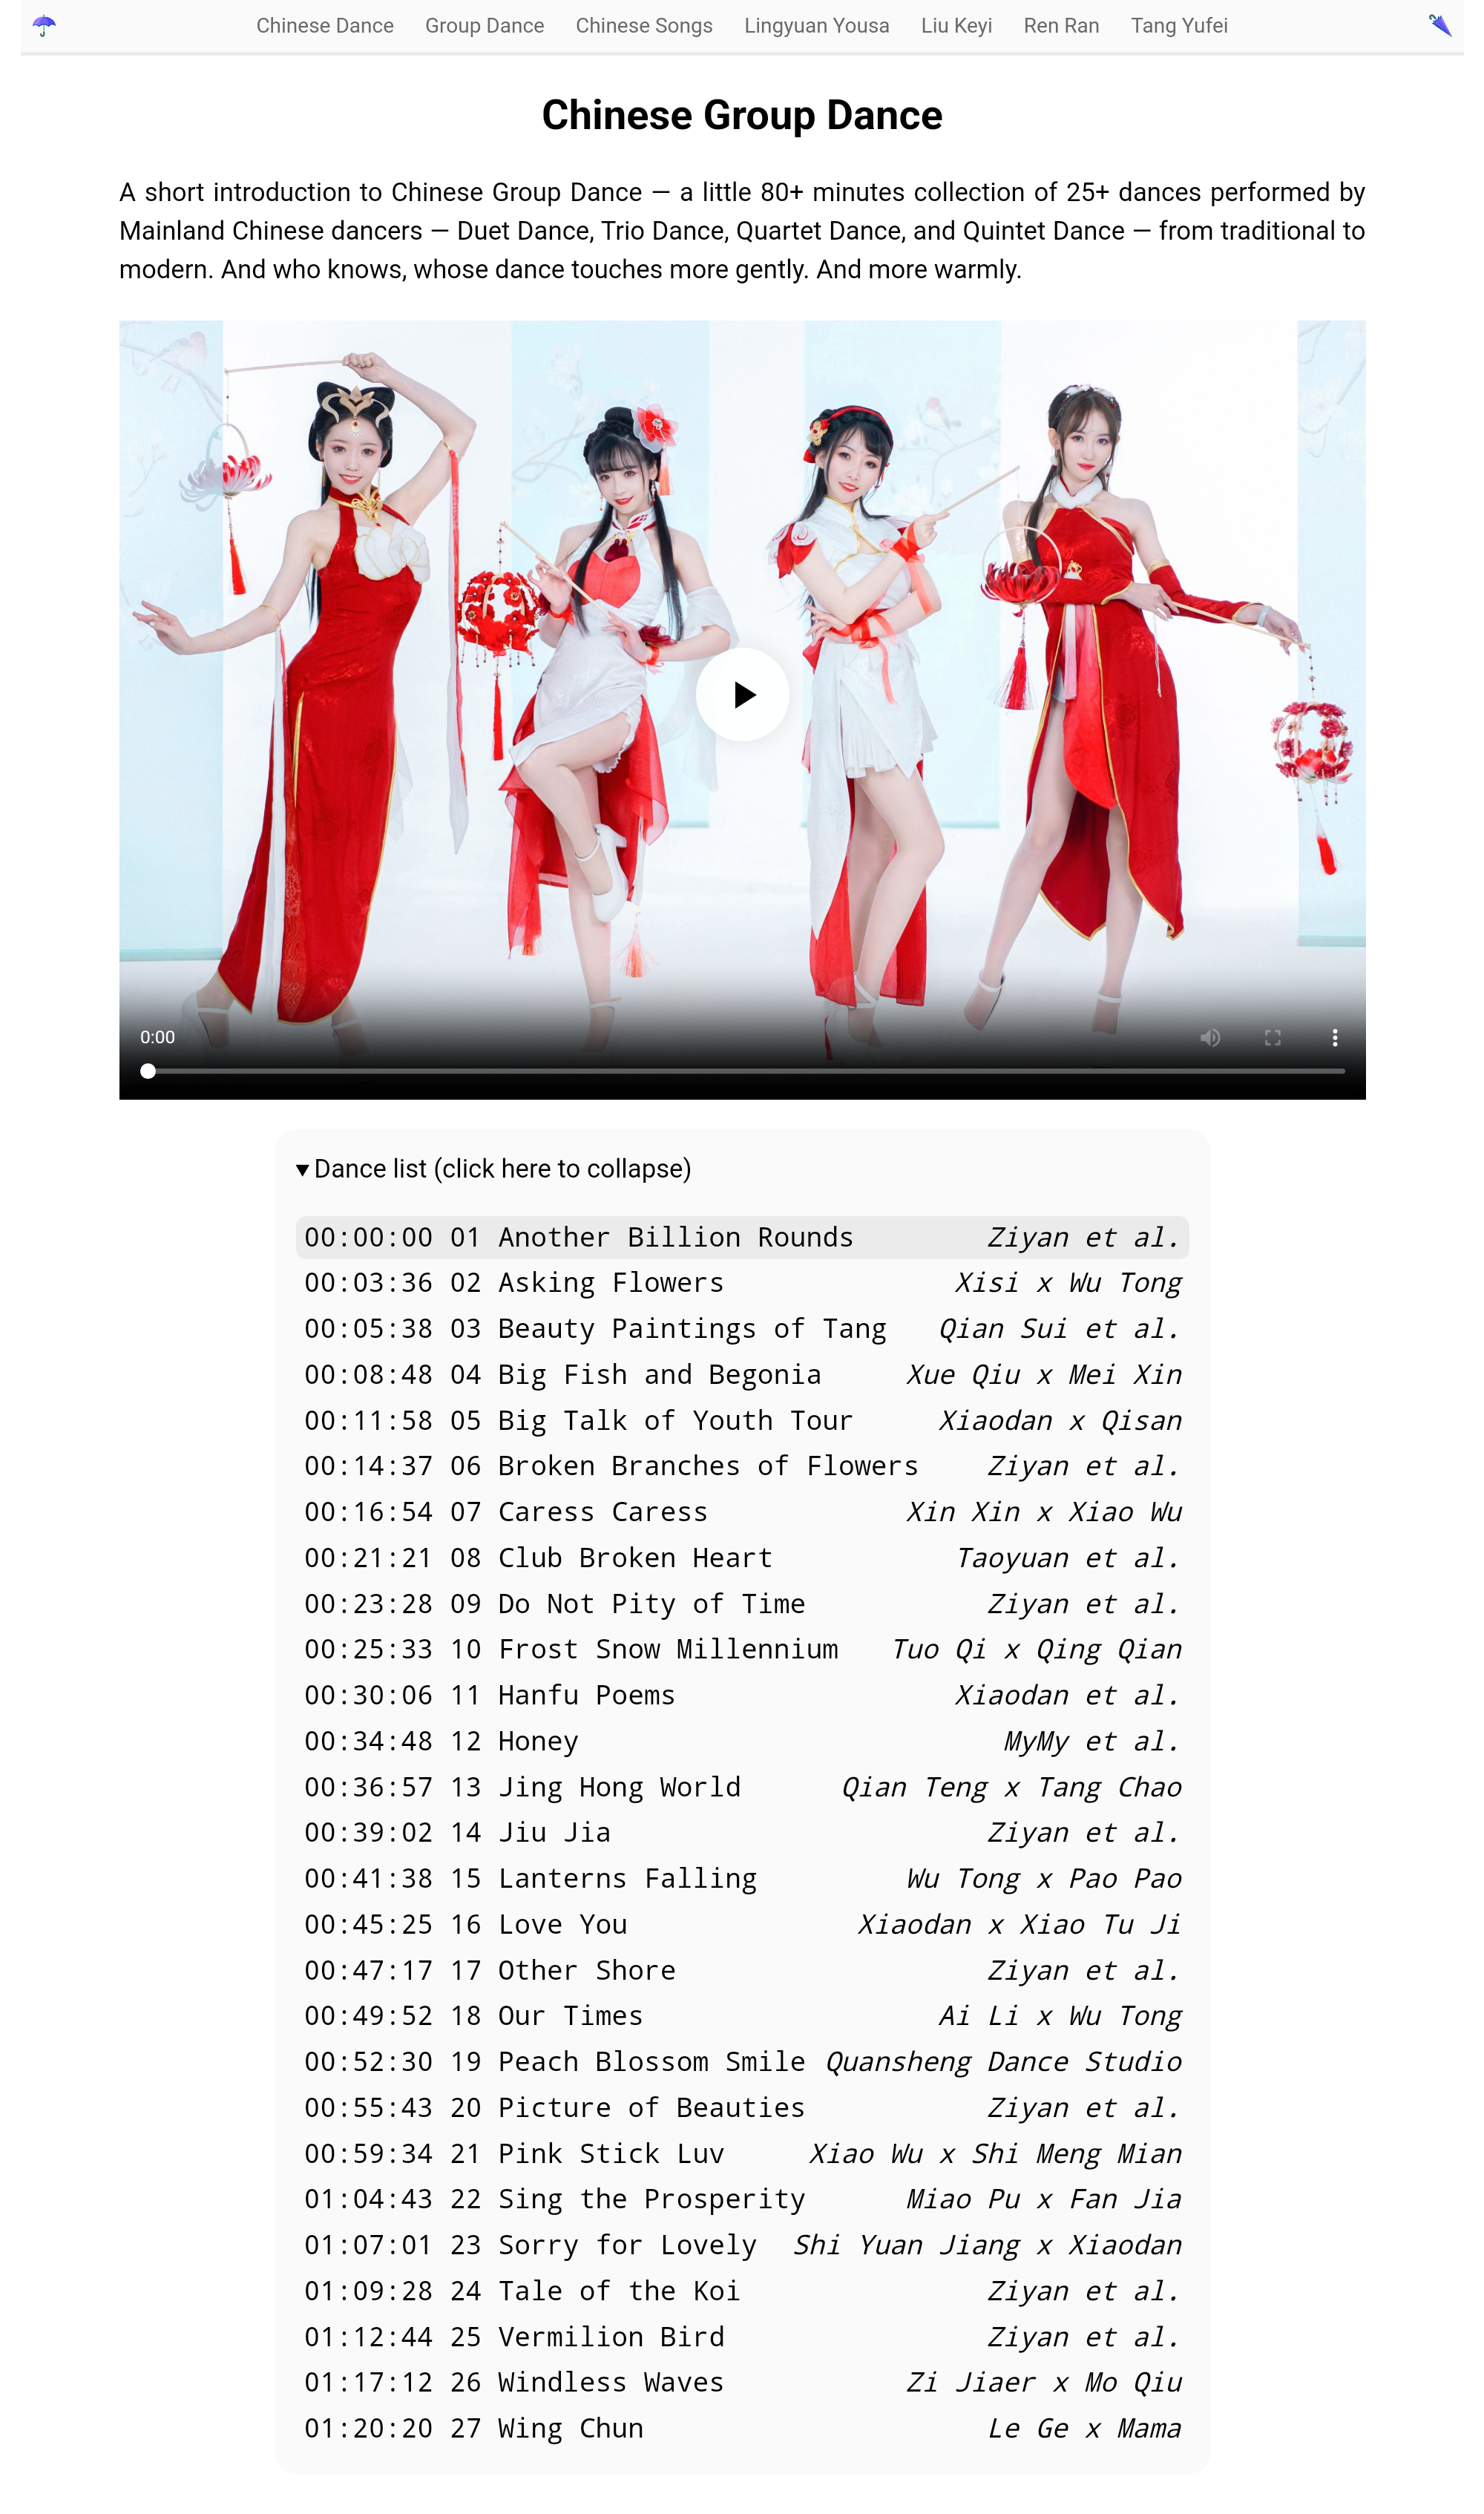 Chinese Dance Group Dance Chinese Songs Lingyuan Yousa Liu Keyi Ren Ran Tang Yufei
Chinese Group Dance
A short introduction to Chinese Group Dance — a little 80+ minutes collection of 25+ dances performed by
Mainland Chinese dancers — Duet Dance, Trio Dance, Quartet Dance, and Quintet Dance — from traditional to
modern. And who knows, whose dance touches more gently. And more warmly.
0:00
Dance list (click here to collapse)
00:00:00 01 Another Billion Rounds Ziyan et al.
00:03:36 02 Asking Flowers Xisi x Wu Tong
00:05:38 03 Beauty Paintings of Tang Qian Sui et al.
00:08:48 04 Big Fish and Begonia Xue Qiu x Mei Xin
00:11:58 05 Big Talk of Youth Tour Xiaodan x Qisan
00:14:37 06 Broken Branches of Flowers Ziyan et al.
00:16:54 07 Caress Caress Xin Xin x Xiao Wu
00:21:21 08 Club Broken Heart Taoyuan et al.
00:23:28 09 Do Not Pity of Time Ziyan et al.
00:25:33 10 Frost Snow Millennium Tuo Qi x Qing Qian
00:30:06 11 Hanfu Poems Xiaodan et al.
00:34:48 12 Honey MyMy et al.
00:36:57 13 Jing Hong World Qian Teng x Tang Chao
00:39:02 14 Jiu Jia Ziyan et al.
00:41:38 15 Lanterns Falling Wu Tong x Pao Pao
00:45:25 16 Love You Xiaodan x Xiao Tu Ji
00:47:17 17 Other Shore Ziyan et al.
00:49:52 18 Our Times Ai Li x Wu Tong
00:52:30 19 Peach Blossom Smile Quansheng Dance Studio
00:55:43 20 Picture of Beauties Ziyan et al.
00:59:34 21 Pink Stick Luv Xiao Wu x Shi Meng Mian
01:04:43 22 Sing the Prosperity Miao Pu x Fan Jia
01:07:01 23 Sorry for Lovely Shi Yuan Jiang x Xiaodan
01:09:28 24 Tale of the Koi Ziyan et al.
01:12:44 25 Vermilion Bird Ziyan et al.
01:17:12 26 Windless Waves Zi Jiaer x Mo Qiu
01:20:20 27 Wing Chun Le Ge x Mama